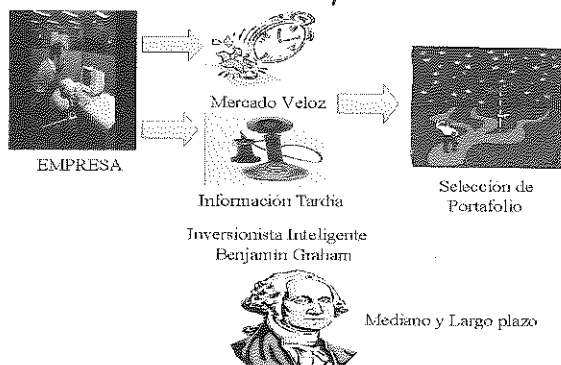 Mercado Veloz
EMPRESA
Información Tardía
Selección de
Portafolio
Inversionista Inteligente
Benjamín Graham
Mediano y Largo plazo